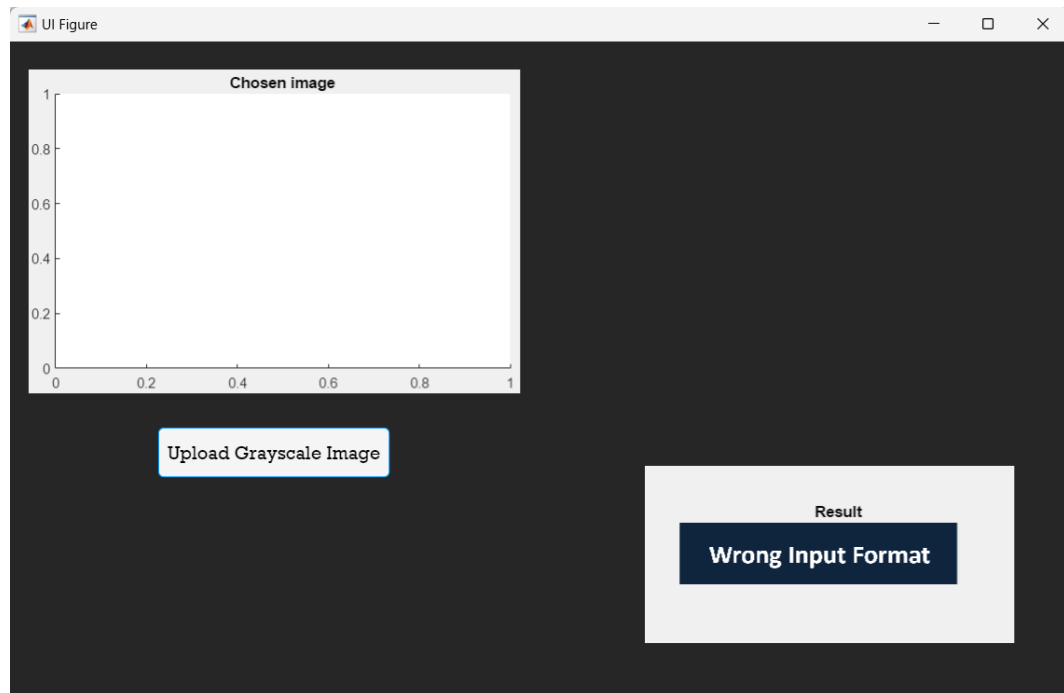 UI Figure
Chosen image
1
0.8
0.6
0.4
0.2
0
0 0.2 0.4 0.6 0.8 1
Upload Grayscale Image
Result
Wrong Input Format